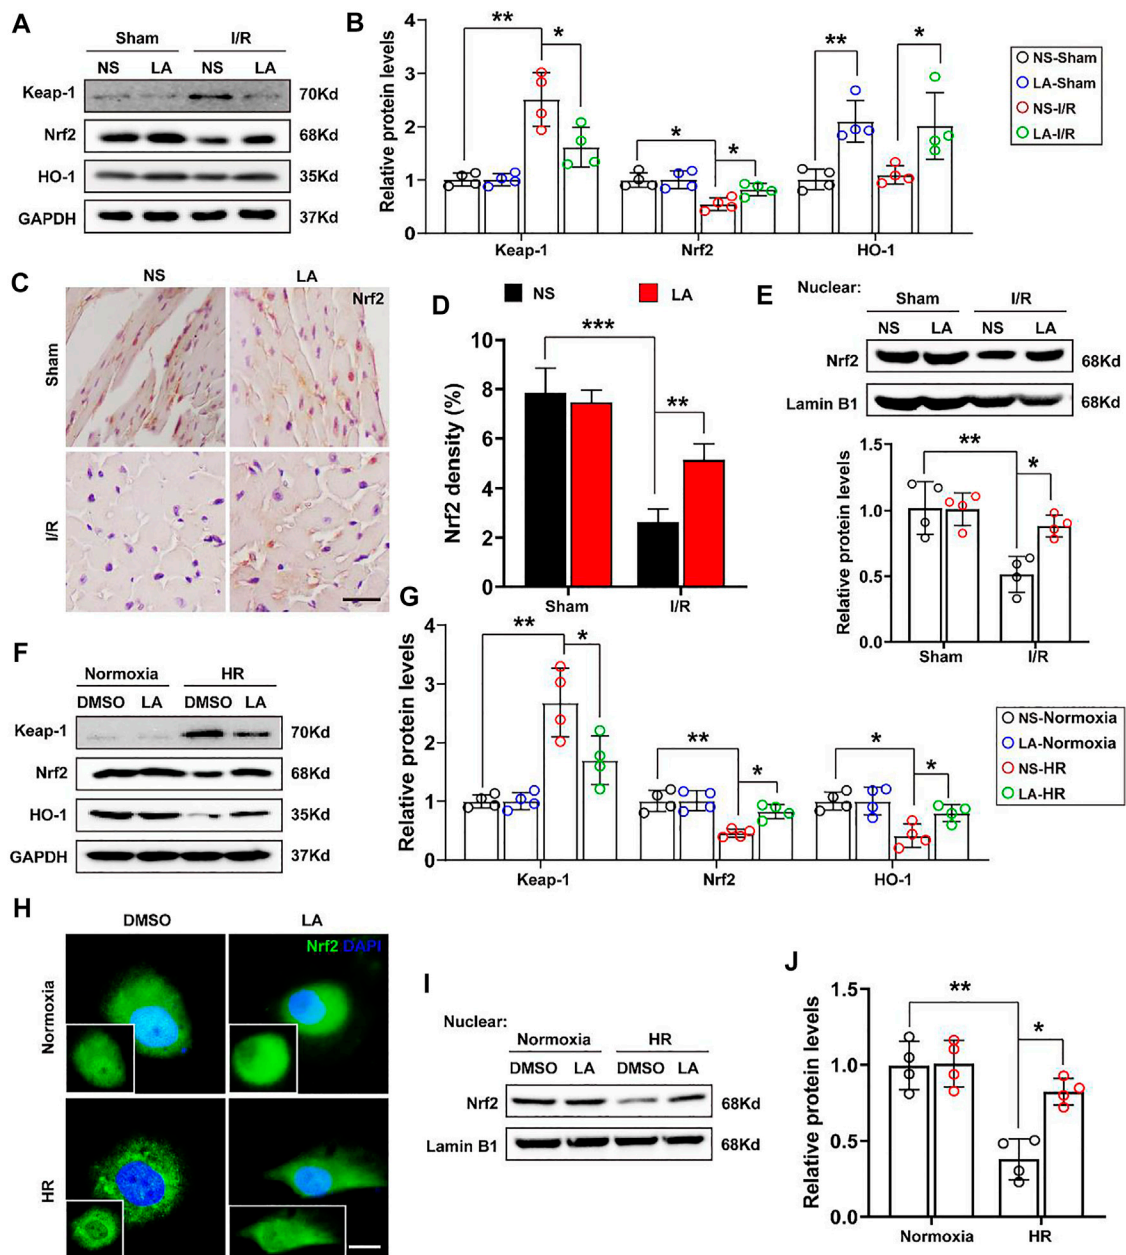 A
Sham I/R
NS LA NS LA
Keap-1 70Kd
Nrf2 68Kd
HO-1 35Kd
GAPDH 37Kd
B
Relative protein levels
4
3
2
1
0
** * * * ** *
Keap-1 Nrf2 HO-1
NS-Sham
LA-Sham
NS-I/R
LA-I/R
C
NS LA
Nrf2
Sham
I/R
D
NS LA
Nrf2 density (%)
10
8
6
4
2
0
*** **
Sham I/R
E
Nuclear:
Sham I/R
NS LA NS LA
Nrf2 68Kd
Lamin B1 68Kd
Relative protein levels
1.5
1.0
0.5
0.0
** *
Sham I/R
F
Normoxia HR
DMSO LA DMSO LA
Keap-1 70Kd
Nrf2 68Kd
HO-1 35Kd
GAPDH 37Kd
G
Relative protein levels
4
3
2
1
0
** * ** * * *
Keap-1 Nrf2 HO-1
NS-Normoxia
LA-Normoxia
NS-HR
LA-HR
H
DMSO LA
Nrf2 DAPI
Normoxia
HR
I
Nuclear:
Normoxia HR
DMSO LA DMSO LA
Nrf2 68Kd
Lamin B1 68Kd
J
Relative protein levels
1.5
1.0
0.5
0.0
** *
Normoxia HR